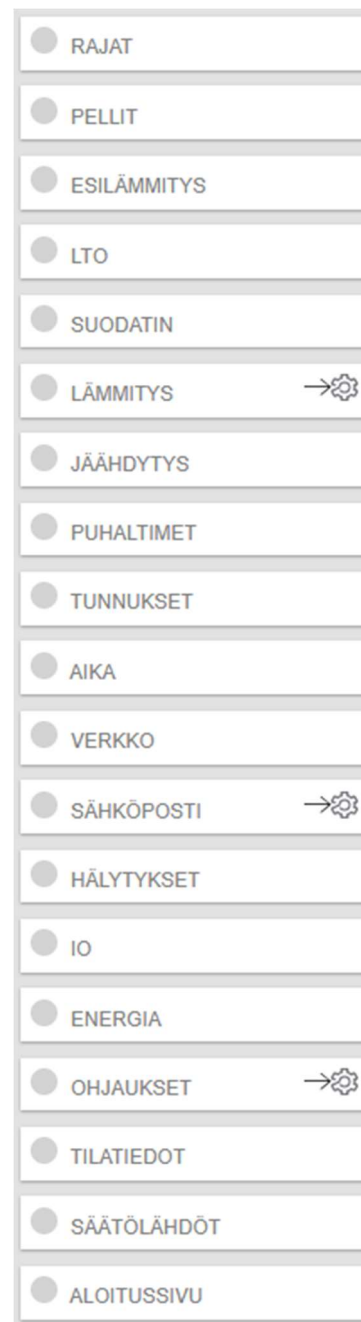 RAJAT
PELLIT
ESILÄMMITYS
LTO
SUODATIN
LÄMMITYS
JÄÄHDYTYS
PUHALTIMET
TUNNUKSET
AIKA
VERKKO
SÄHKÖPOSTI
HÄLYTYKSET
IO
ENERGIA
OHJAUKSET
TILATIEDOT
SÄÄTÖLÄHDÖT
ALOITUSSIVU